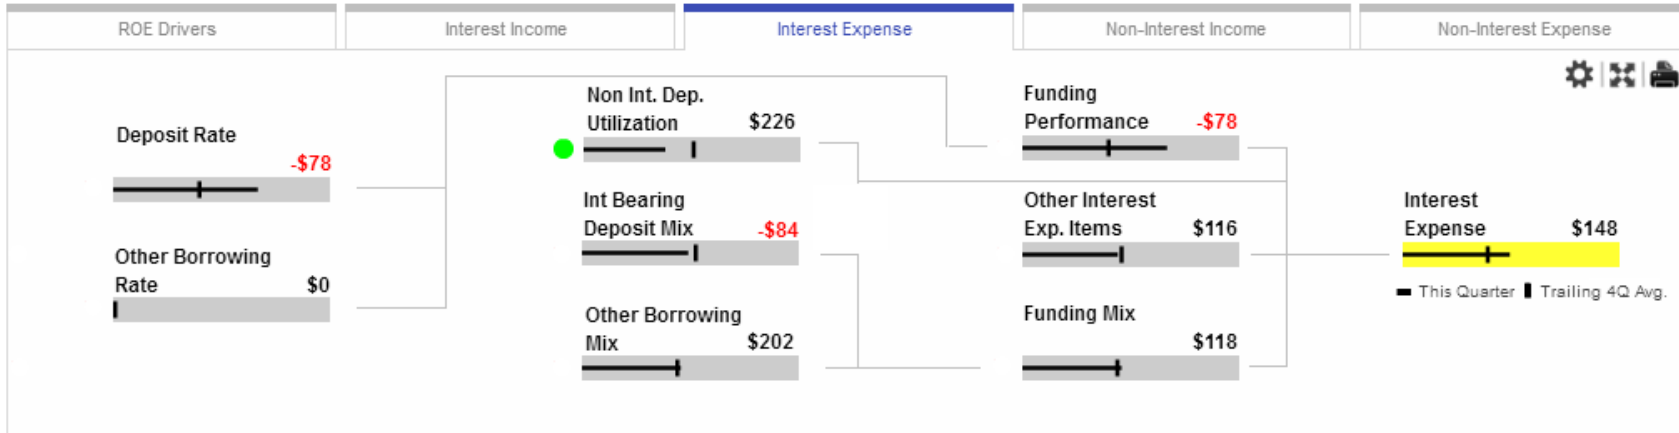 ROE Drivers
Interest Income
Interest Expense
Non-Interest Income
Non-Interest Expense
Deposit Rate
-$78
Other Borrowing
Rate $0
Non Int. Dep.
Utilization $226
Int Bearing
Deposit Mix -$84
Other Borrowing
Mix $202
Funding
Performance -$78
Other Interest
Exp. Items $116
Funding Mix
$118
Interest
Expense $148
This Quarter Trailing 4Q Avg.